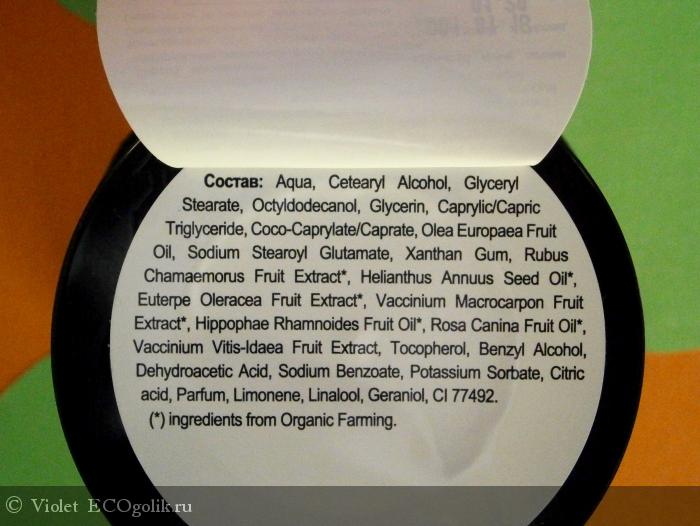 Состав: Aqua, Cetearyl Alcohol, Glyceryl
Stearate, Octyldodecanol, Glycerin, Caprylic/Capric
Triglyceride, Coco-Caprylate/Caprate, Olea Europaea Fruit
Oil, Sodium Stearoyl Glutamate, Xanthan Gum, Rubus
Chamaemorus Fruit Extract*, Helianthus Annuus Seed Oil*,
Euterpe Oleracea Fruit Extract*, Vaccinium Macrocarpon Fruit
Extract*, Hippophae Rhamnoides Fruit Oil*, Rosa Canina Fruit Oil*,
Vaccinium Vitis-Idaea Fruit Extract, Tocopherol, Benzyl Alcohol,
Dehydroacetic Acid, Sodium Benzoate, Potassium Sorbate, Citric
acid, Parfum, Limonene, Linalool, Geraniol, CI 77492.
(*) ingredients from Organic Farming.
© Violet ECOgolik.ru